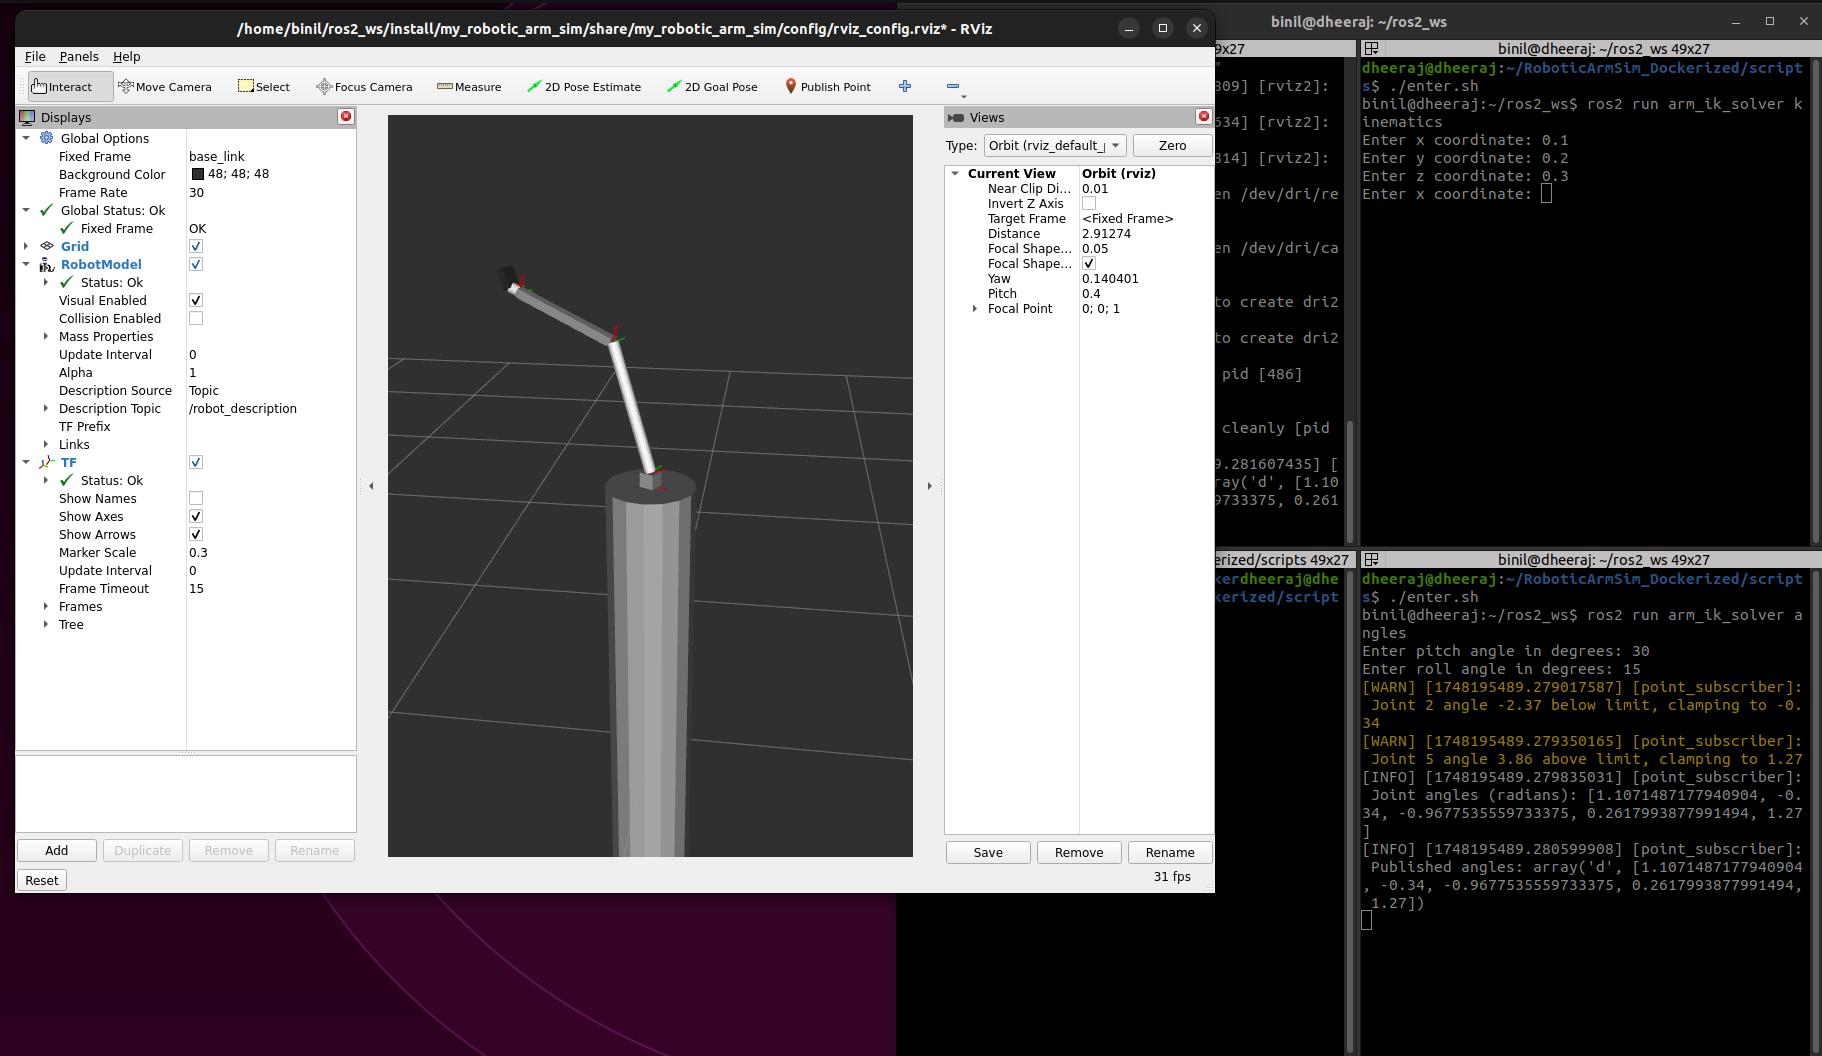 /home/binil/ros2_ws/install/my_robotic_arm_sim/share/my_robotic_arm_sim/config/rviz_config.rviz* - RViz
File Panels Help
Interact Move Camera Select Focus Camera Measure 2D Pose Estimate 2D Goal Pose Publish Point
Displays
Global Options
Fixed Frame base_link
Background Color 48; 48; 48
Frame Rate 30
Global Status: Ok
Fixed Frame OK
Grid
RobotModel
Status: Ok
Visual Enabled
Collision Enabled
Mass Properties
Update Interval 0
Alpha 1
Description Source Topic
Description Topic /robot_description
TF Prefix
Links
TF
Status: Ok
Show Names
Show Axes
Show Arrows
Marker Scale 0.3
Update Interval 0
Frame Timeout 15
Frames
Tree
Add Duplicate Remove Rename
Reset
Views
Type: Orbit (rviz_default_ Zero
Current View Orbit (rviz)
Near Clip Di... 0.01
Invert Z Axis
Target Frame <Fixed Frame>
Distance 2.91274
Focal Shape... 0.05
Focal Shape...
Yaw 0.140401
Pitch 0.4
Focal Point 0; 0; 1
Save Remove Rename
31 fps
binil@dheeraj: ~/ros2_ws
9x27
"
309] [rviz2]:
534] [rviz2]:
314] [rviz2]:
en /dev/dri/re
en /dev/dri/ca
to create dri2
to create dri2
pid [486]
cleanly [pid
9.281607435] [
ray('d', [1.10
9733375, 0.261
binil@dheeraj: ~/ros2_ws 49x27
dheeraj@dheeraj:~/RoboticArmSim_Dockerized/script
s$ ./enter.sh
binil@dheeraj:~/ros2_ws$ ros2 run arm_ik_solver k
inematics
Enter x coordinate: 0.1
Enter y coordinate: 0.2
Enter z coordinate: 0.3
Enter x coordinate:
erized/scripts 49x27
kerdheeraj@dhe
kerized/script
binil@dheeraj: ~/ros2_ws 49x27
dheeraj@dheeraj:~/RoboticArmSim_Dockerized/script
s$ ./enter.sh
binil@dheeraj:~/ros2_ws$ ros2 run arm_ik_solver a
ngles
Enter pitch angle in degrees: 30
Enter roll angle in degrees: 15
[WARN] [1748195489.279017587] [point_subscriber]:
Joint 2 angle -2.37 below limit, clamping to -0.
34
[WARN] [1748195489.279350165] [point_subscriber]:
Joint 5 angle 3.86 above limit, clamping to 1.27
[INFO] [1748195489.279835031] [point_subscriber]:
Joint angles (radians): [1.1071487177940904, -0.
34, -0.9677535559733375, 0.2617993877991494, 1.27
]
[INFO] [1748195489.280599908] [point_subscriber]:
Published angles: array('d', [1.1071487177940904
, -0.34, -0.9677535559733375, 0.2617993877991494,
1.27])